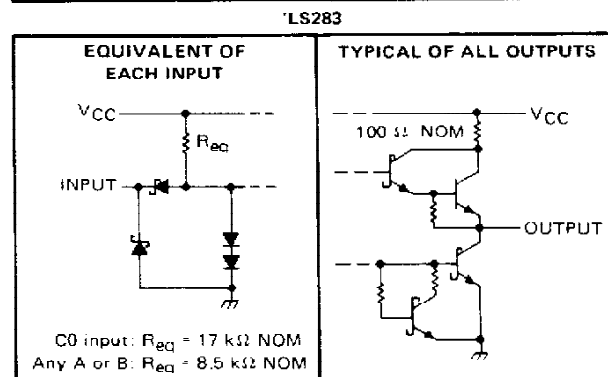 'LS283
EQUIVALENT OF
EACH INPUT
VCC
Req
INPUT
C0 input: Req = 17 kΩ NOM
Any A or B: Req = 8.5 kΩ NOM
TYPICAL OF ALL OUTPUTS
VCC
100 Ω NOM
OUTPUT